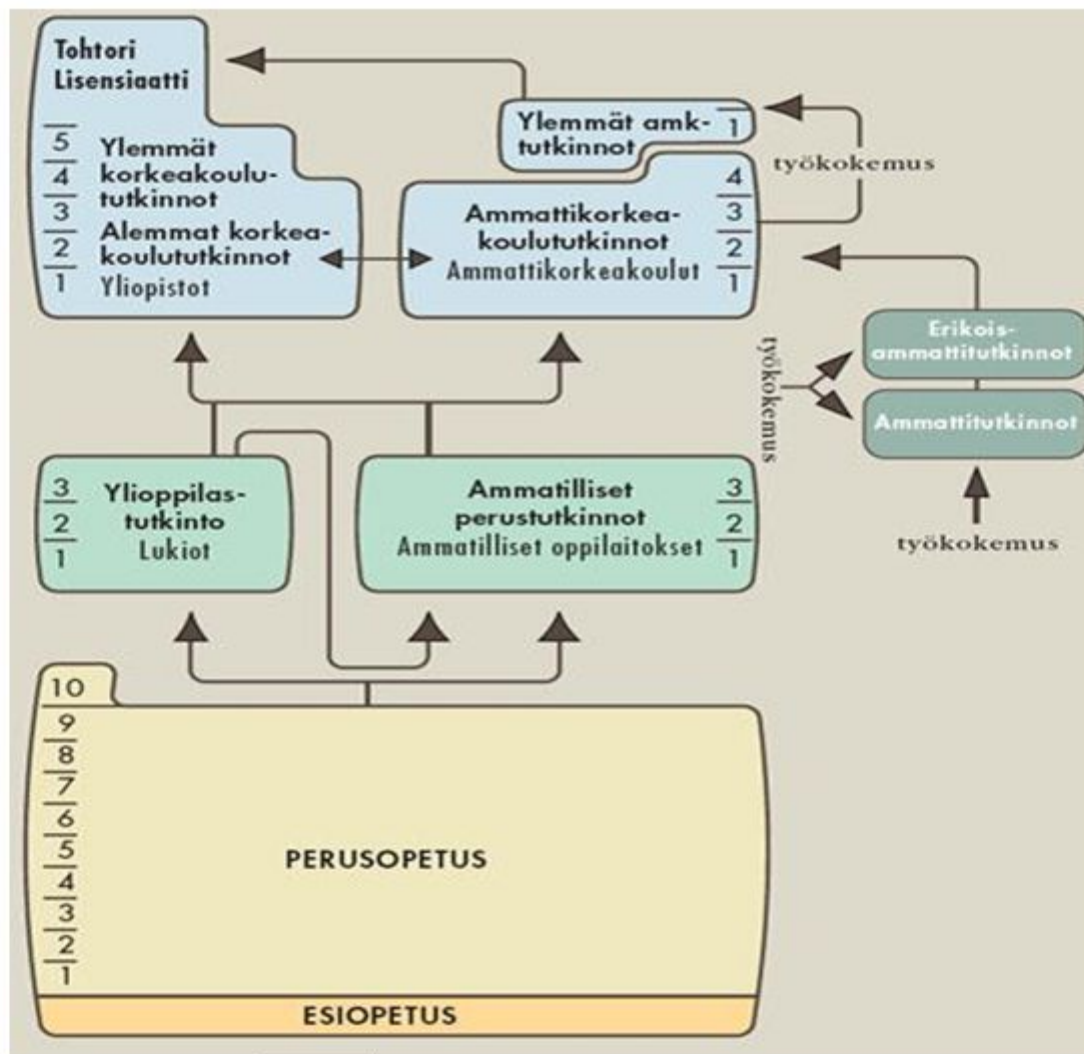 Tohtori
Lisensiaatti
5
4
3
2
1
Ylemmät
korkeakoulu-
tutkinnot
Alemmat korkea-
koulututkinnot
Yliopistot
Ylemmät amk-
tutkinnot
1
työkokemus
Ammattikorkea-
koulututkinnot
Ammattikorkeakoulut
4
3
2
1
Erikois-
ammattitutkinnot
työkokemus
Ammattitutkinnot
työkokemus
3
2
1
Ylioppilas-
tutkinto
Lukiot
Ammatilliset
perustutkinnot
Ammatilliset oppilaitokset
3
2
1
10
9
8
7
6
5
4
3
2
1
PERUSOPETUS
ESIOPETUS